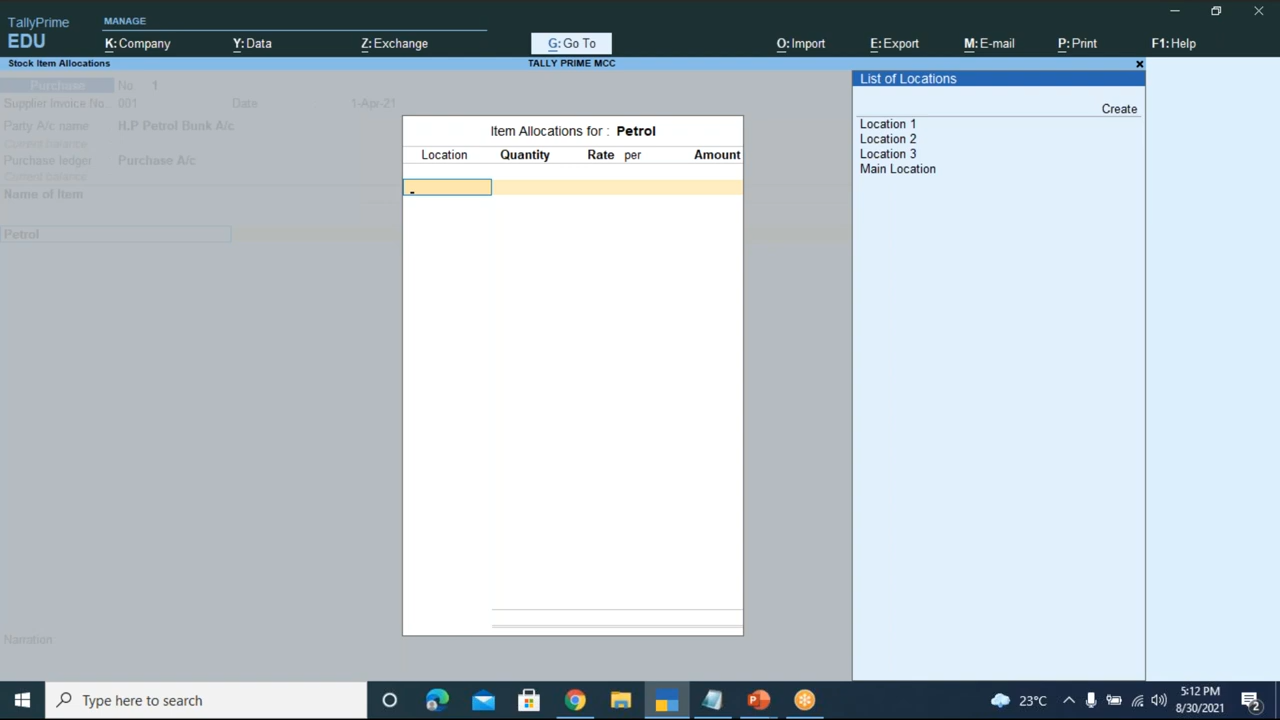 TallyPrime
EDU
MANAGE
K: Company
Y: Data
Z: Exchange
G: Go To
O: Import
E: Export
M: E-mail
P: Print
F1: Help
Stock Item Allocations
TALLY PRIME MCC
Purchase No. 1
Supplier Invoice No.. 001 Date 1-Apr-21
Party A/c name H.P Petrol Bunk A/c
Current balance
Purchase ledger Purchase A/c
Current balance
Name of Item
Petrol
Narration
Item Allocations for : Petrol
Location Quantity Rate per Amount
List of Locations
Create
Location 1
Location 2
Location 3
Main Location
Type here to search
23°C
5:12 PM
8/30/2021
2